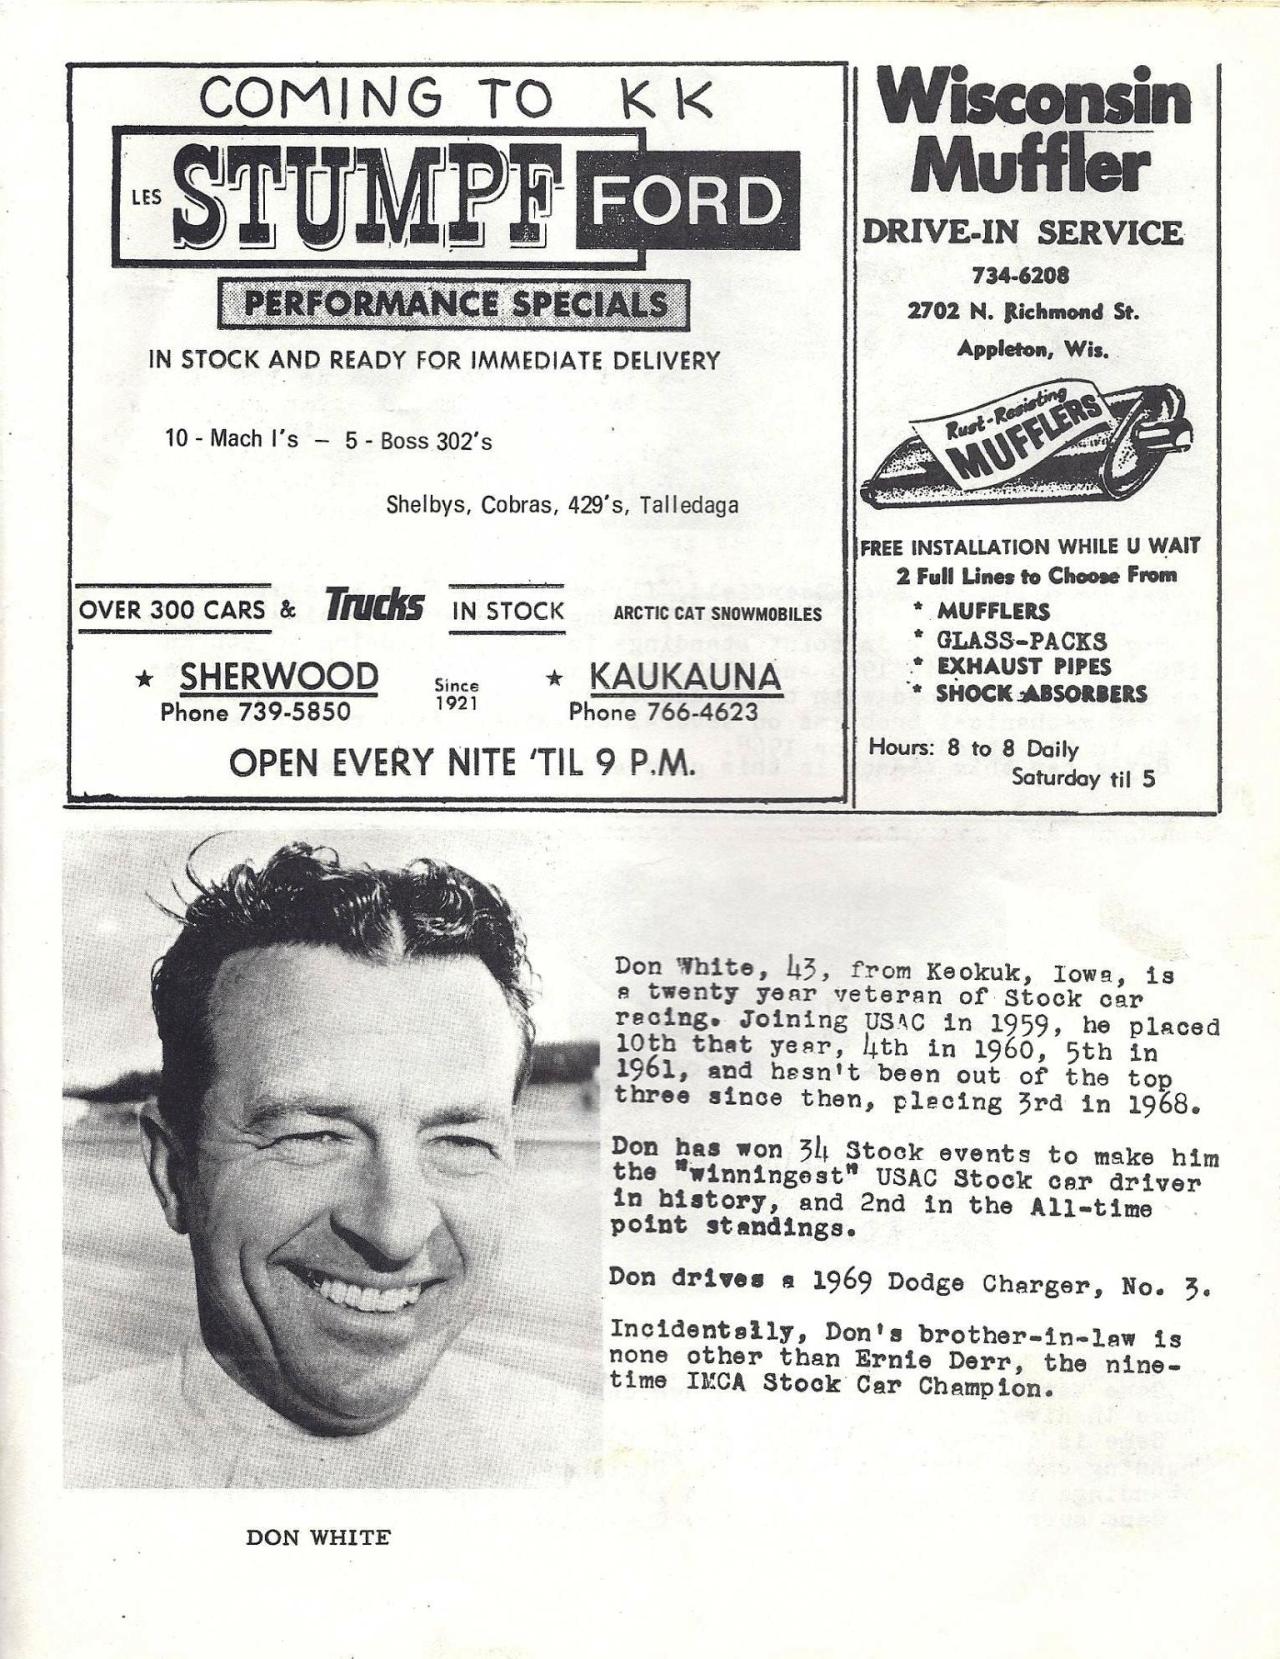 COMING TO KK
LES STUMPF FORD
PERFORMANCE SPECIALS
IN STOCK AND READY FOR IMMEDIATE DELIVERY
10 - Mach I's – 5 - Boss 302's
Shelbys, Cobras, 429's, Talledaga
OVER 300 CARS & Trucks IN STOCK ARCTIC CAT SNOWMOBILES
★ SHERWOOD
Phone 739-5850
Since
1921
★ KAUKAUNA
Phone 766-4623
OPEN EVERY NITE 'TIL 9 P.M.
Wisconsin
Muffler
DRIVE-IN SERVICE
734-6208
2702 N. Richmond St.
Appleton, Wis.
Rust-Resisting
MUFFLERS
FREE INSTALLATION WHILE U WAIT
2 Full Lines to Choose From
* MUFFLERS
* GLASS-PACKS
* EXHAUST PIPES
* SHOCK ABSORBERS
Hours: 8 to 8 Daily
Saturday til 5
Don White, 43, from Keokuk, Iowa, is
a twenty year veteran of Stock car
racing. Joining USAC in 1959, he placed
10th that year, 4th in 1960, 5th in
1961, and hasn't been out of the top
three since then, placing 3rd in 1968.
Don has won 34 Stock events to make him
the "winningest" USAC Stock car driver
in history, and 2nd in the All-time
point standings.
Don drives a 1969 Dodge Charger, No. 3.
Incidentally, Don's brother-in-law is
none other than Ernie Derr, the nine-
time IMCA Stock Car Champion.
DON WHITE